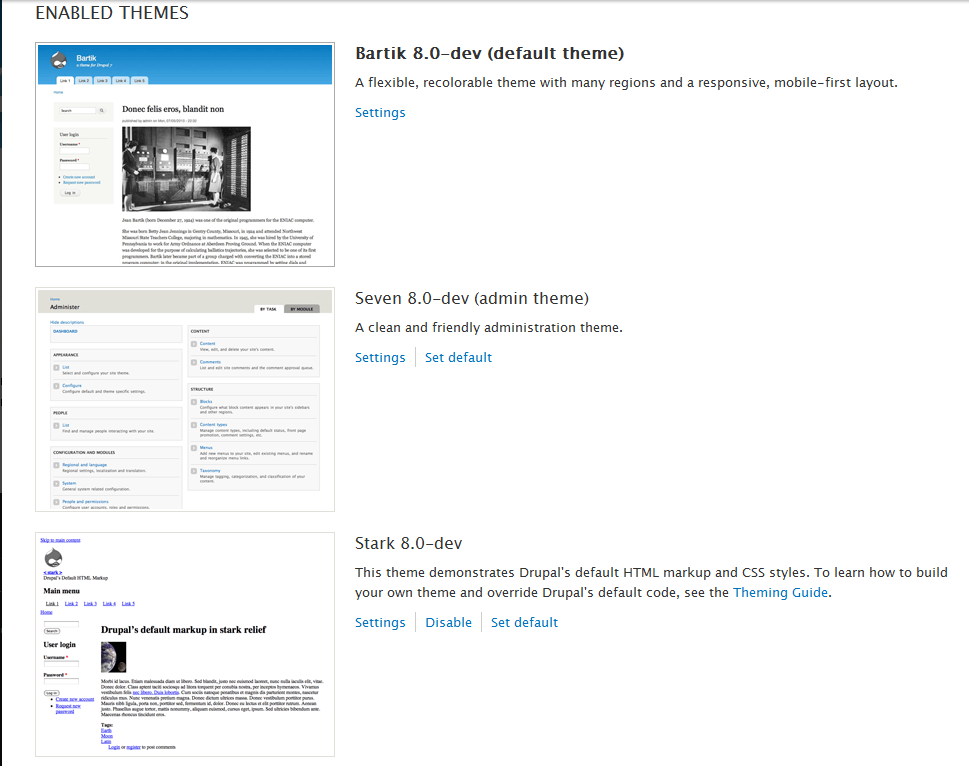 ENABLED THEMES
Bartik
a theme for Drupal 7
Link 1 Link 2 Link 3 Link 4 Link 5
Home
Search
User login
Username *
Password *
Create new account
Request new password
Log in
Donec felis eros, blandit non
published by admin on Mon, 07/05/2010 - 22:20
Jean Bartik (born December 27, 1924) was one of the original programmers for the ENIAC computer.
She was born Betty Jean Jennings in Gentry County, Missouri, in 1924 and attended Northwest
Missouri State Teachers College, majoring in mathematics. In 1945, she was hired by the University of
Pennsylvania to work for Army Ordnance at Aberdeen Proving Ground. When the ENIAC computer
was developed for the purpose of calculating ballistics trajectories, she was selected to be one of its first
programmers. Bartik later became part of a group charged with converting the ENIAC into a stored
program computer; in the original implementation, ENIAC was programmed by setting dials and
Bartik 8.0-dev (default theme)
A flexible, recolorable theme with many regions and a responsive, mobile-first layout.
Settings
Home
Administer
BY TASK BY MODULE
Hide descriptions
DASHBOARD
APPEARANCE
List
Select and configure your site theme.
Configure
Configure default and theme specific settings.
PEOPLE
List
Find and manage people interacting with your site.
CONFIGURATION AND MODULES
Regional and language
Regional settings, localization and translation.
System
General system related configuration.
People and permissions
Configure user accounts, roles and permissions.
CONTENT
Content
View, edit, and delete your site's content.
Comments
List and edit site comments and the comment approval queue.
STRUCTURE
Blocks
Configure what block content appears in your site's sidebars
and other regions.
Content types
Manage content types, including default status, front page
promotion, comment settings, etc.
Menus
Add new menus to your site, edit existing menus, and rename
and reorganize menu links.
Taxonomy
Manage tagging, categorization, and classification of your
content.
Seven 8.0-dev (admin theme)
A clean and friendly administration theme.
Settings Set default
Skip to main content
< stark >
Drupal's Default HTML Markup
Main menu
Link 1 Link 2 Link 3 Link 4 Link 5
Home
Search
User login
Username *
Password *
Log in
Create new account
Request new
password
Drupal's default markup in stark relief
Morbi id lacus. Etiam malesuada diam ut libero. Sed blandit, justo nec euismod laoreet, nunc nulla iaculis elit, vitae.
Donec dolor. Class aptent taciti sociosqu ad litora torquent per conubia nostra, per inceptos hymenaeos. Vivamus
vestibulum felis nec libero. Duis lobortis. Cum sociis natoque penatibus et magnis dis parturient montes, nascetur
ridiculus mus. Nunc venenatis pretium magna. Donec dictum ultrices massa. Donec vestibulum porttitor purus.
Mauris nibh ligula, porta non, porttitor sed, fermentum id, dolor. Donec eu lectus et elit porttitor rutrum. Aenean
justo. Phasellus augue tortor, mattis nonummy, aliquam euismod, cursus eget, ipsum. Sed ultricies bibendum ante.
Maecenas rhoncus tincidunt eros.
Tags:
Earth
Moon
Luna
Login or register to post comments
Stark 8.0-dev
This theme demonstrates Drupal's default HTML markup and CSS styles. To learn how to build
your own theme and override Drupal's default code, see the Theming Guide.
Settings Disable Set default